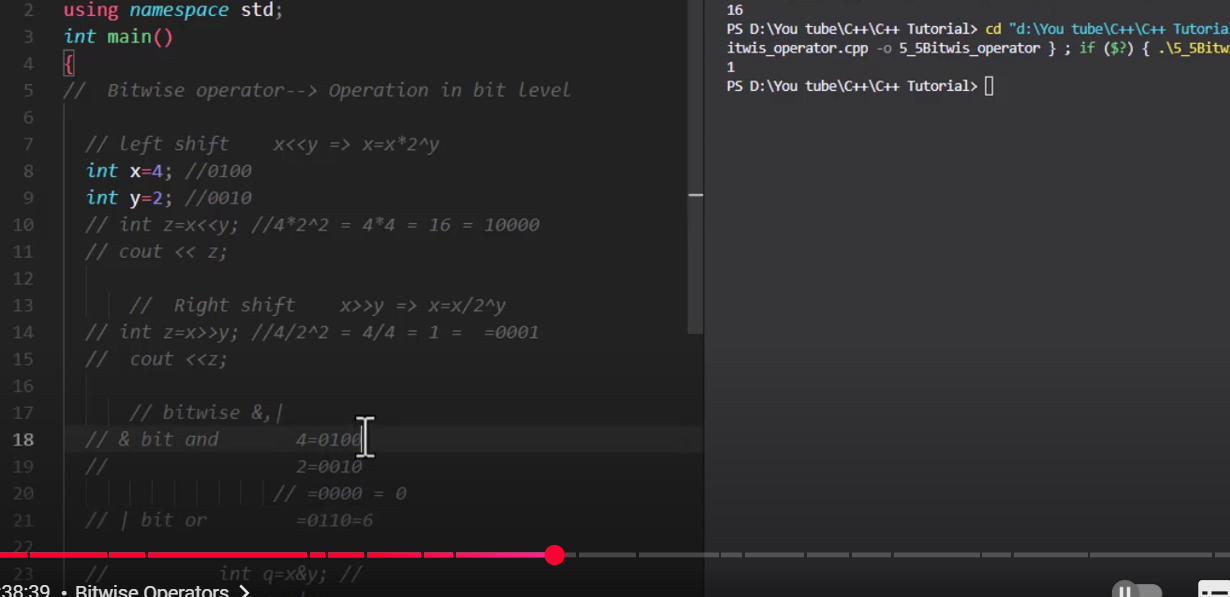 2 using namespace std;
3 int main()
4 {
5 //  Bitwise operator--> Operation in bit level
6
7 // left shift    x<<y => x=x*2^y
8 int x=4; //0100
9 int y=2; //0010
10 // int z=x<<y; //4*2^2 = 4*4 = 16 = 10000
11 // cout << z;
12
13 //  Right shift    x>>y => x=x/2^y
14 // int z=x>>y; //4/2^2 = 4/4 = 1 =  =0001
15 //  cout <<z;
16
17 // bitwise &,|
18 // & bit and       4=0100
19 //                 2=0010
20 // =0000 = 0
21 // | bit or        =0110=6
22
23 //          int q=x&y; //
:38:39 • Bitwise Operators >
16
PS D:\You tube\C++\C++ Tutorial> cd "d:\You tube\C++\C++ Tutoria
itwis_operator.cpp -o 5_5Bitwis_operator } ; if ($?) { .\5_5Bitw
1
PS D:\You tube\C++\C++ Tutorial>